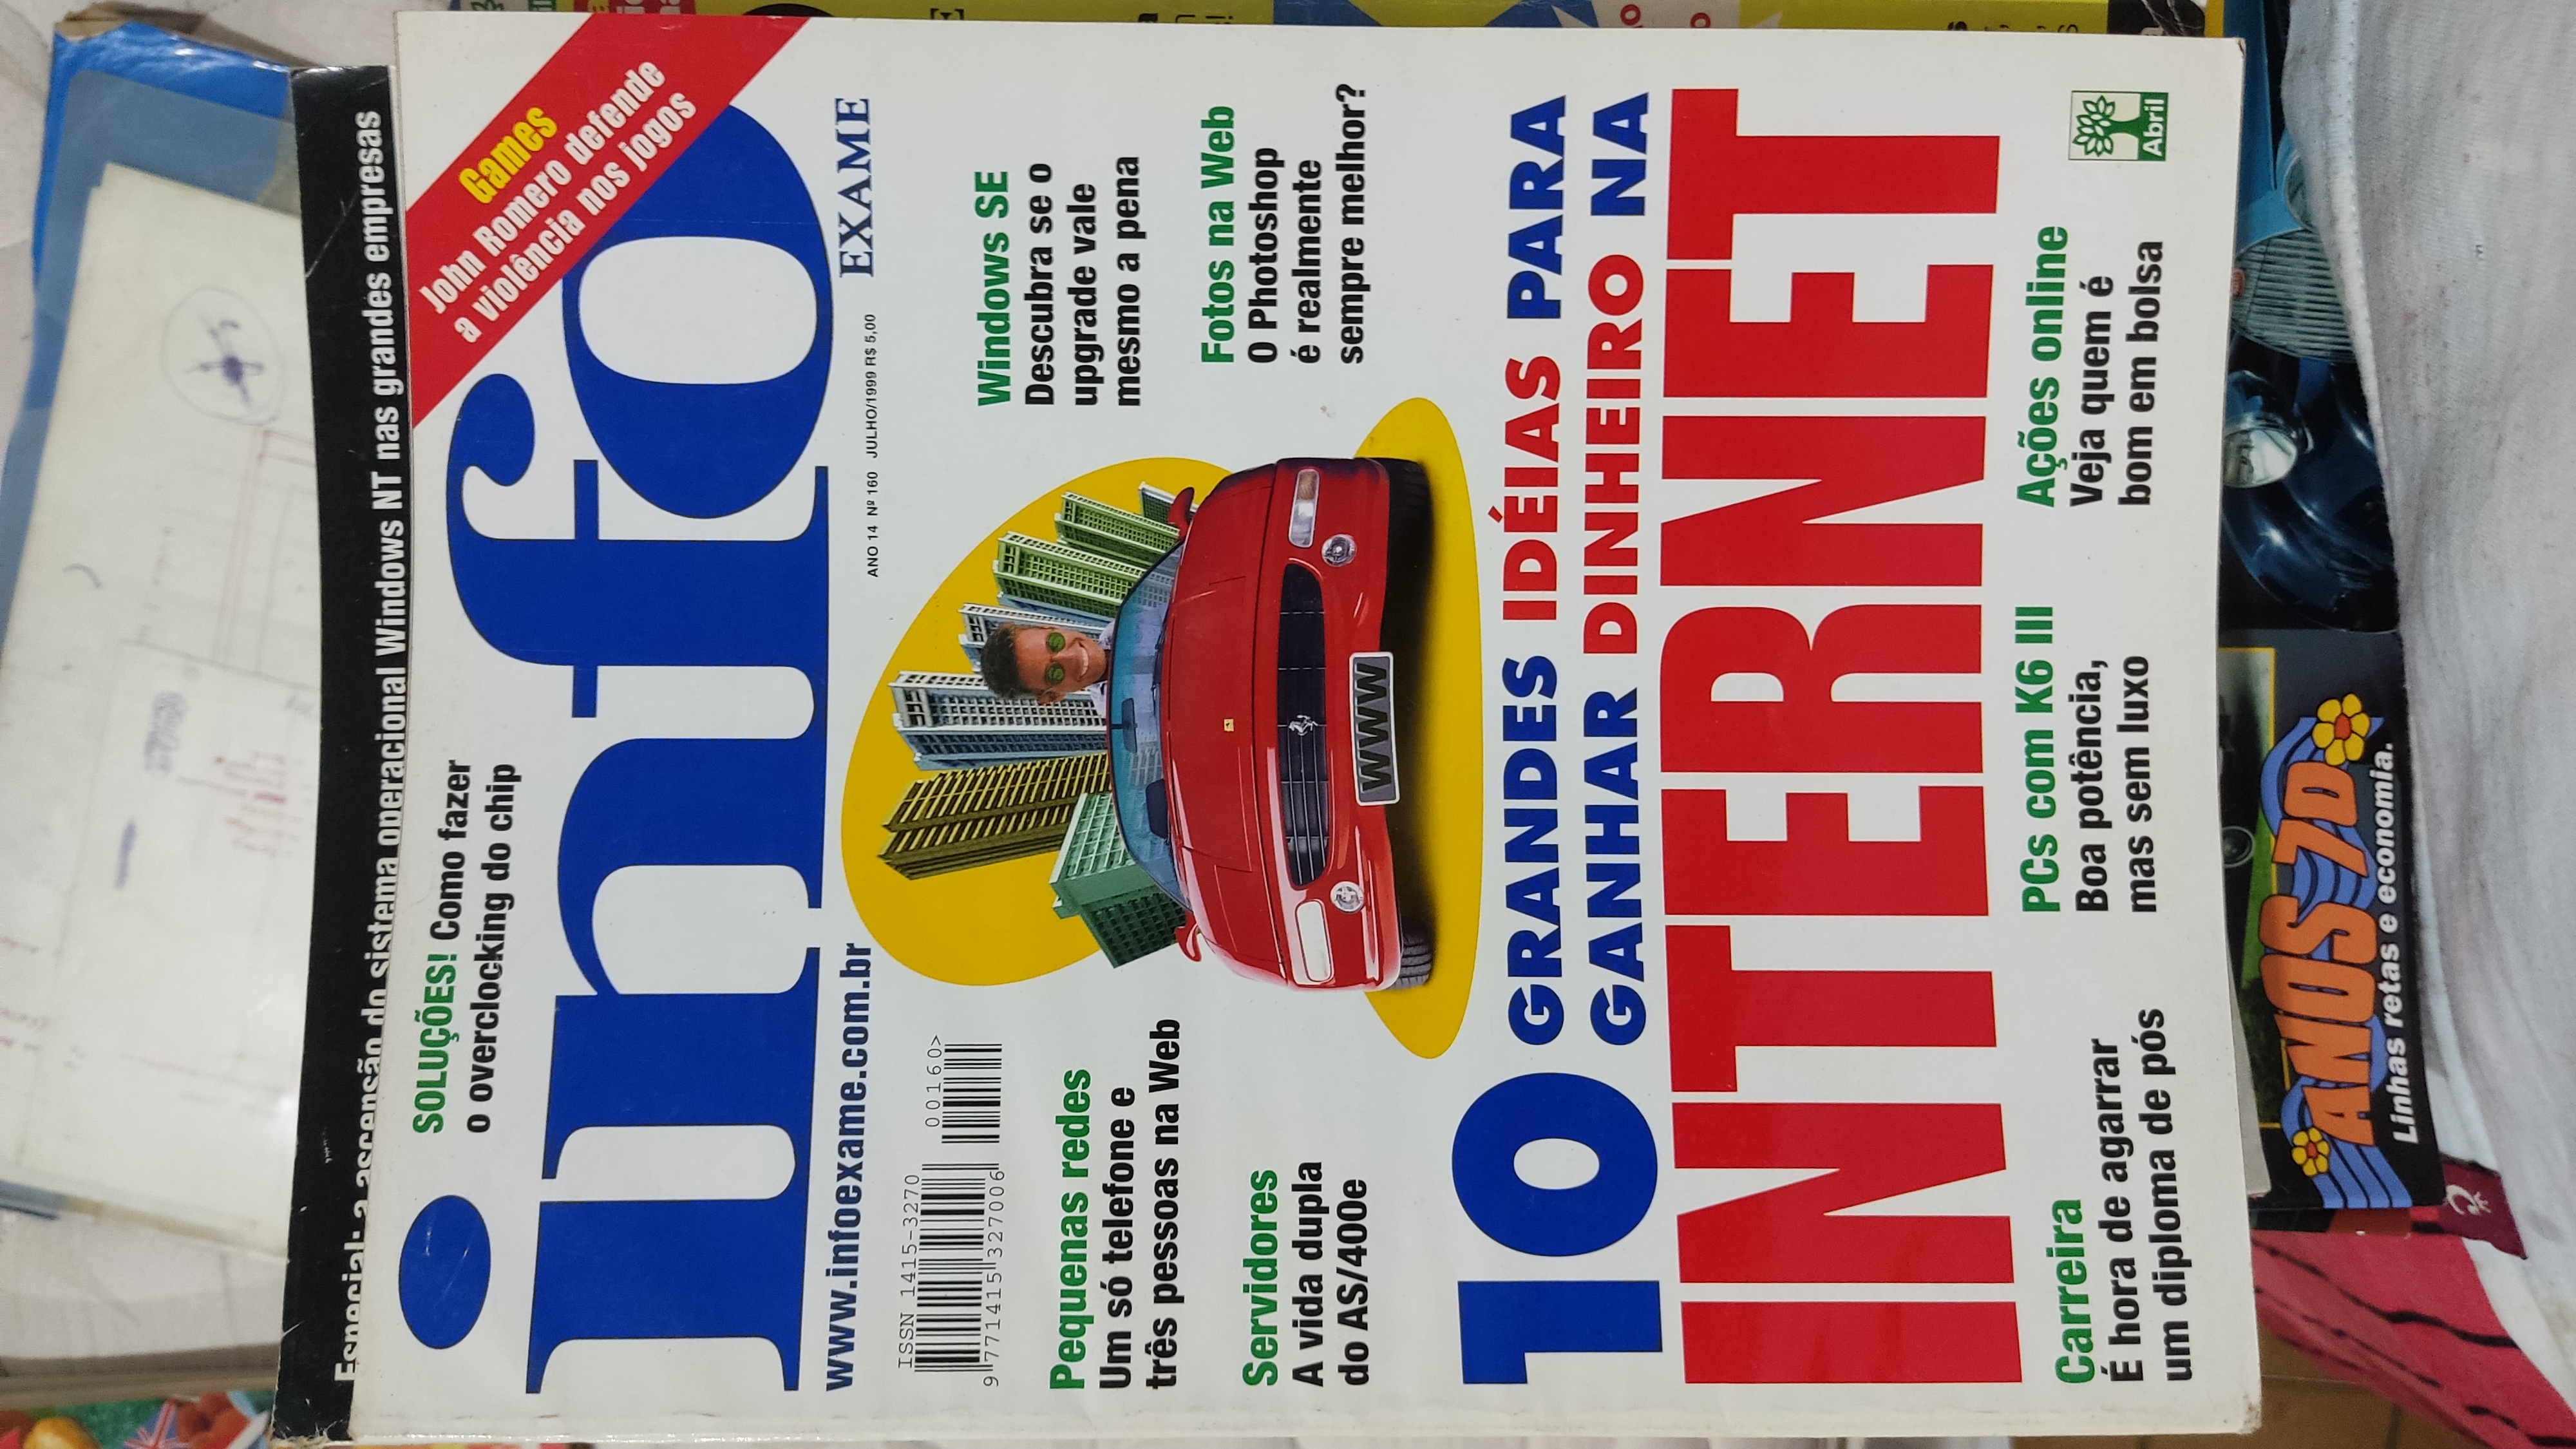 Especial: a ascensão do sistema operacional Windows NT nas grandes empresas
SOLUÇÕES! Como fazer
o overclocking do chip
Games
John Romero defende
a violência nos jogos
info
EXAME
www.infoexame.com.br
ANO 14 Nº 160 JULHO/1999 R$ 5,00
ISSN 1415-3270
00160>
9 771415 327006
Pequenas redes
Um só telefone e
três pessoas na Web
Servidores
A vida dupla
do AS/400e
Windows SE
Descubra se o
upgrade vale
mesmo a pena
Fotos na Web
O Photoshop
é realmente
sempre melhor?
WWW
10 GRANDES IDÉIAS PARA
GANHAR DINHEIRO NA
INTERNET
Carreira
É hora de agarrar
um diploma de pós
PCs com K6 III
Boa potência,
mas sem luxo
Ações online
Veja quem é
bom em bolsa
Abril
ANOS 70
Linhas retas e economia.